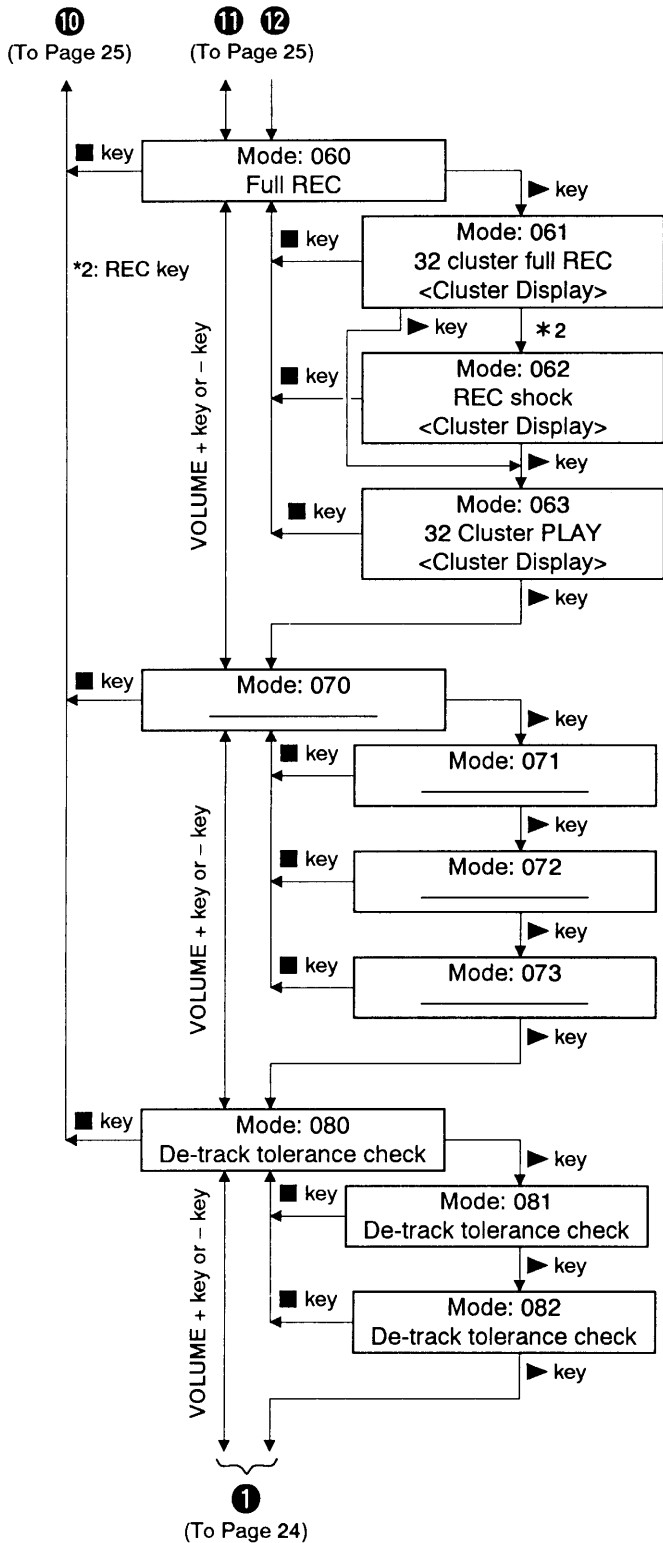 ⓾ ⓫ ⓬
(To Page 25) (To Page 25)
■ key
Mode: 060
Full REC
► key
*2: REC key
■ key
Mode: 061
32 cluster full REC
<Cluster Display>
► key
*2
VOLUME + key or – key
■ key
Mode: 062
REC shock
<Cluster Display>
► key
■ key
Mode: 063
32 Cluster PLAY
<Cluster Display>
► key
■ key
Mode: 070
► key
VOLUME + key or – key
■ key
Mode: 071
► key
■ key
Mode: 072
► key
■ key
Mode: 073
► key
■ key
Mode: 080
De-track tolerance check
► key
VOLUME + key or – key
■ key
Mode: 081
De-track tolerance check
► key
■ key
Mode: 082
De-track tolerance check
► key
❶
(To Page 24)